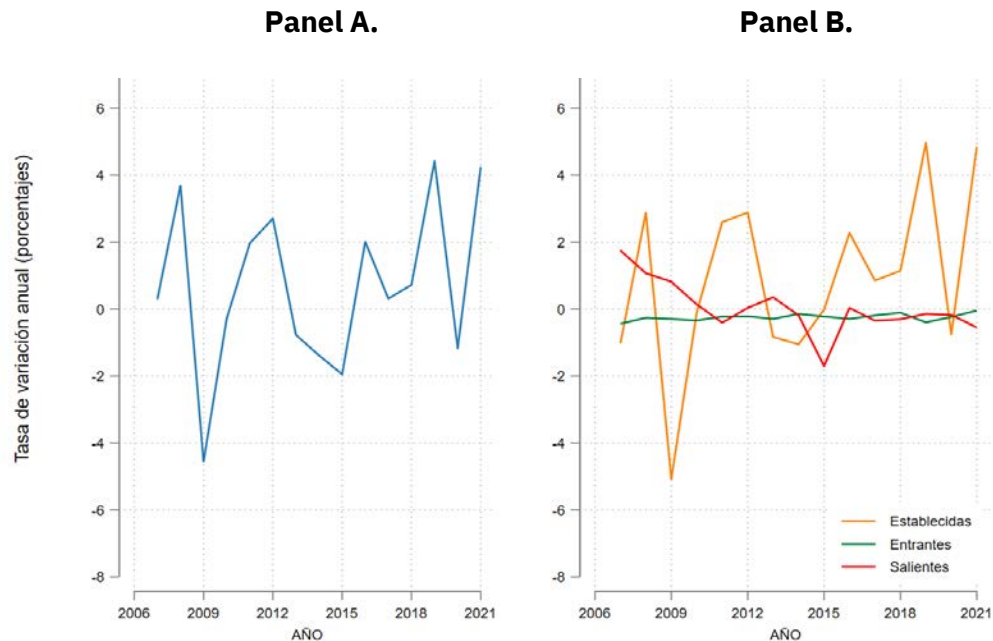 Panel A.
Panel B.
Tasa de variación anual (porcentajes)
6
4
2
0
-2
-4
-6
-8
2006 2009 2012 2015 2018 2021
AÑO
6
4
2
0
-2
-4
-6
-8
Establecidas
Entrantes
Salientes
2006 2009 2012 2015 2018 2021
AÑO